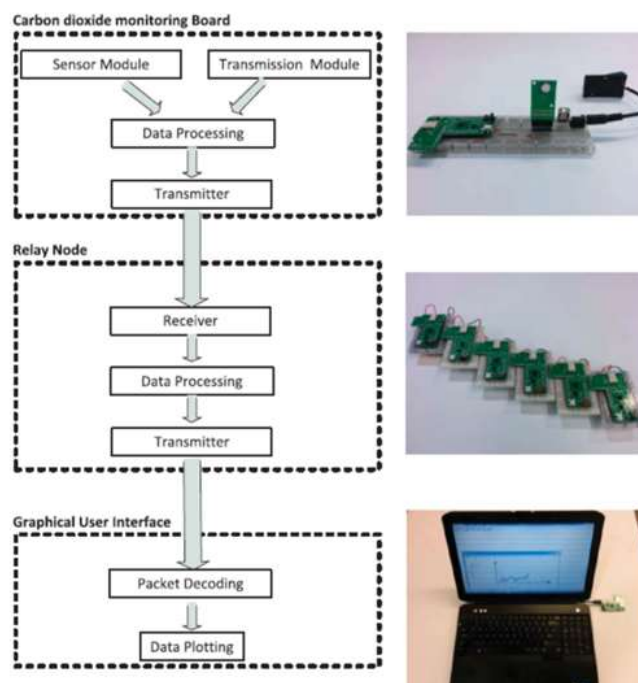 Carbon dioxide monitoring Board
Sensor Module
Transmission Module
Data Processing
Transmitter
Relay Node
Receiver
Data Processing
Transmitter
Graphical User Interface
Packet Decoding
Data Plotting